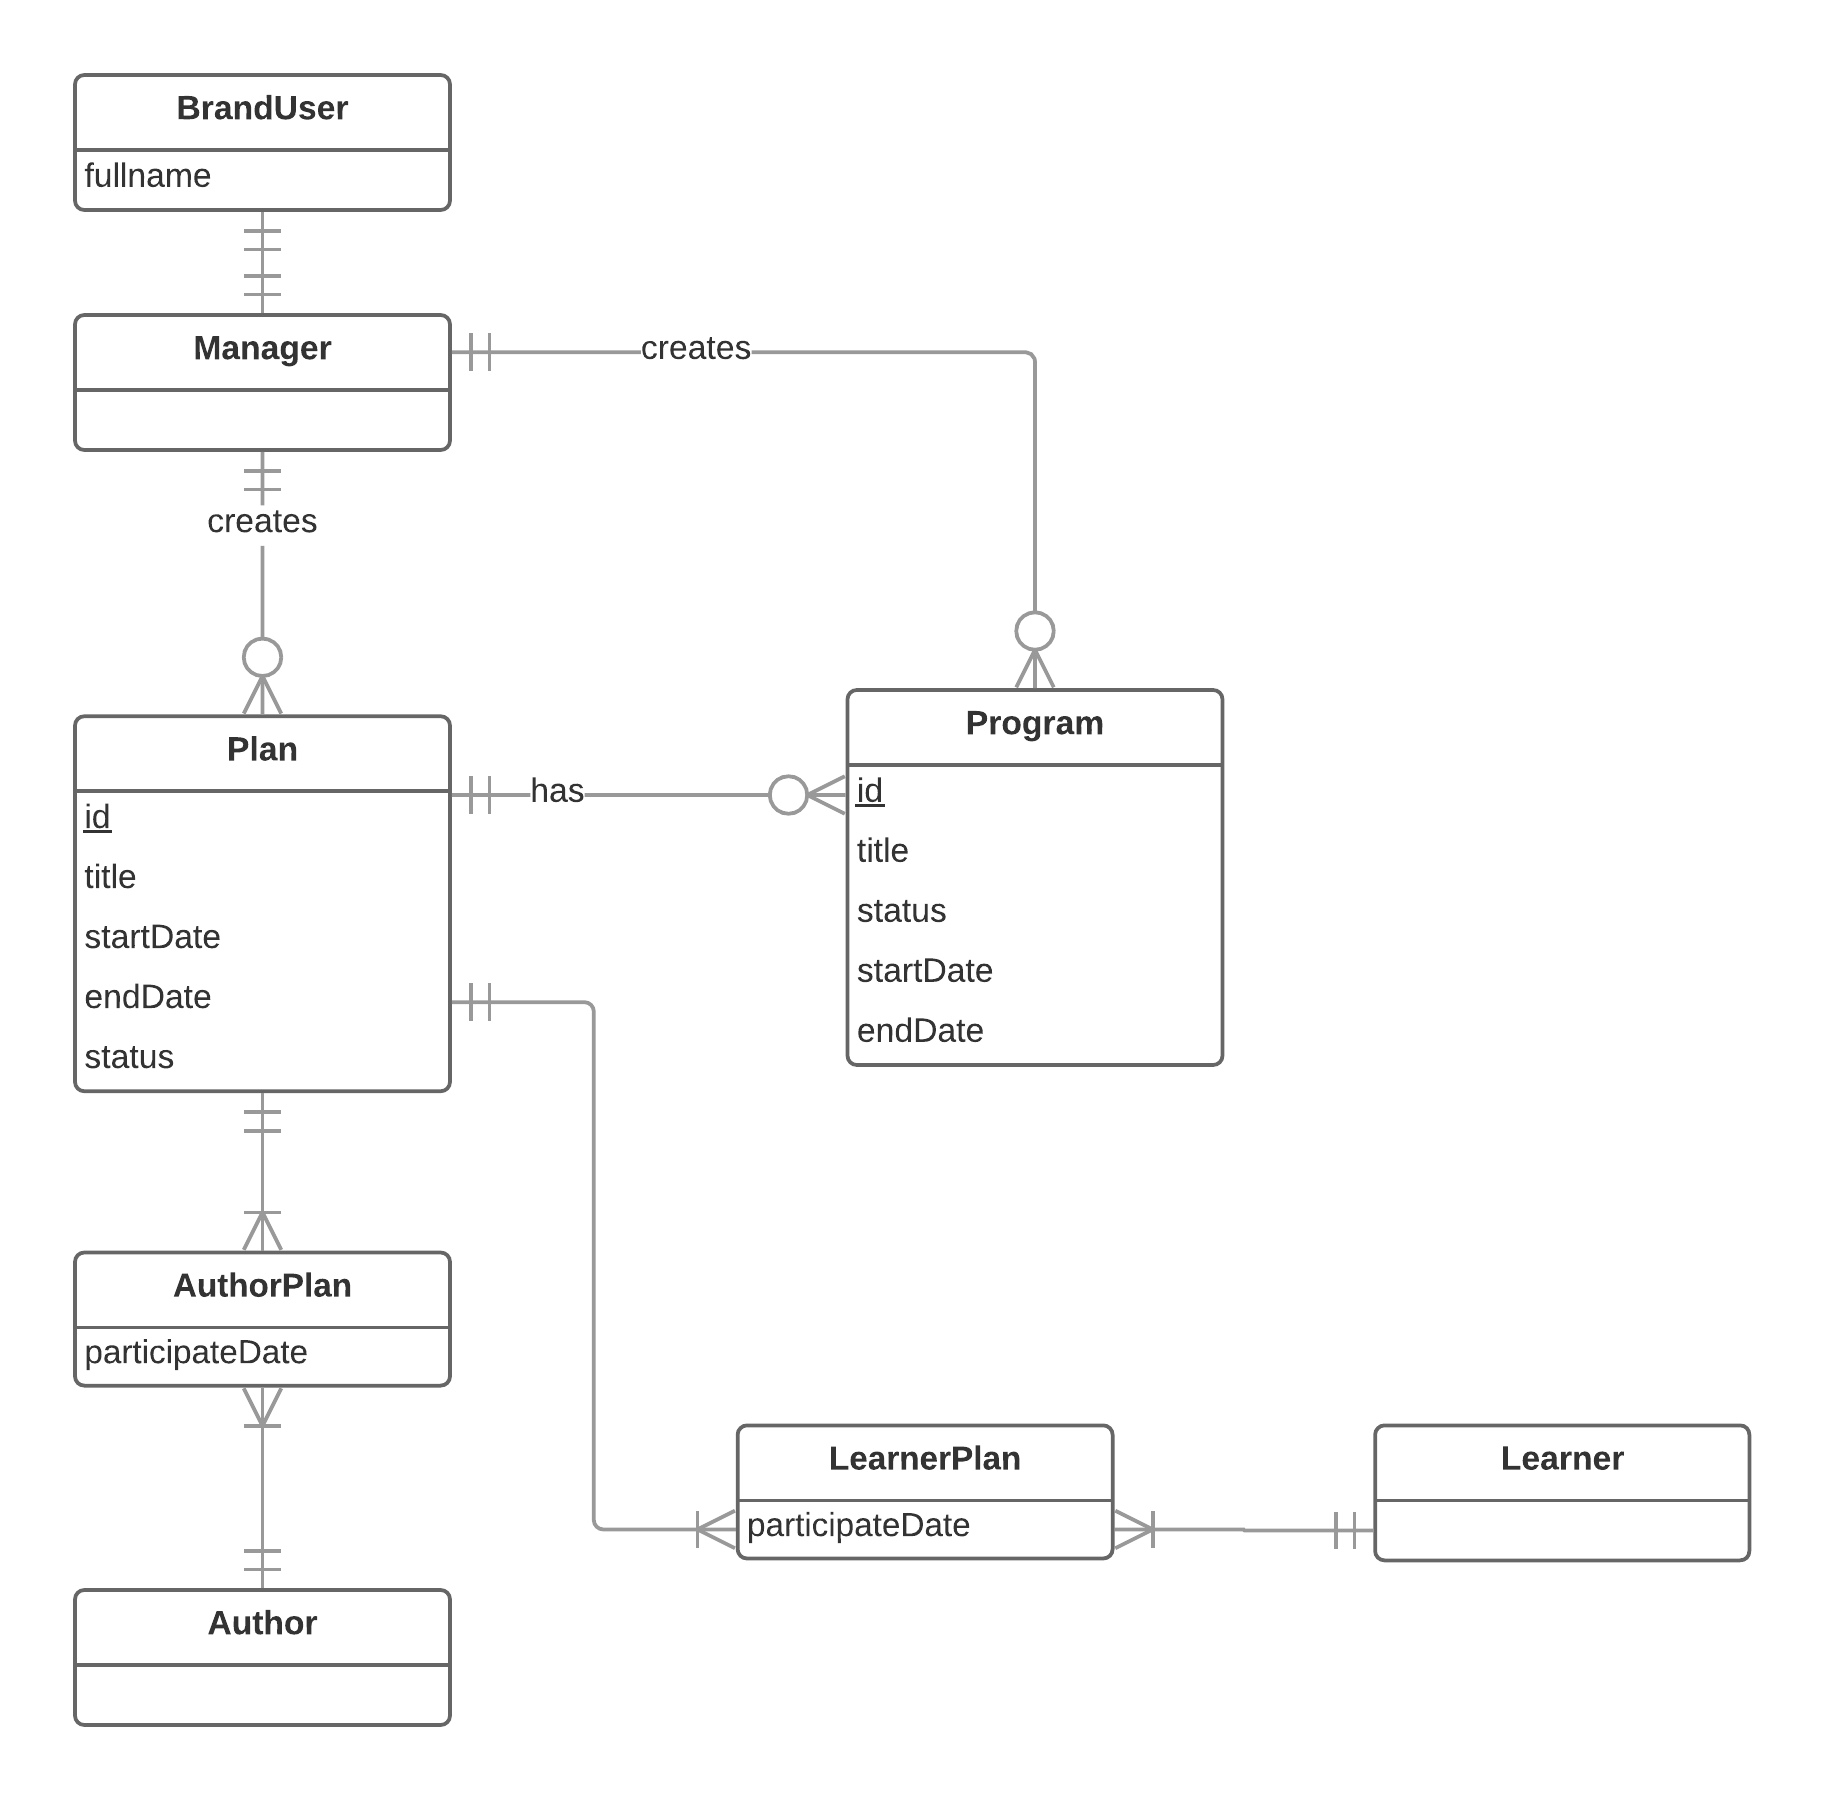 BrandUser
fullname
Manager
creates
creates
Plan
id
title
startDate
endDate
status
has
Program
id
title
status
startDate
endDate
AuthorPlan
participateDate
LearnerPlan
participateDate
Learner
Author